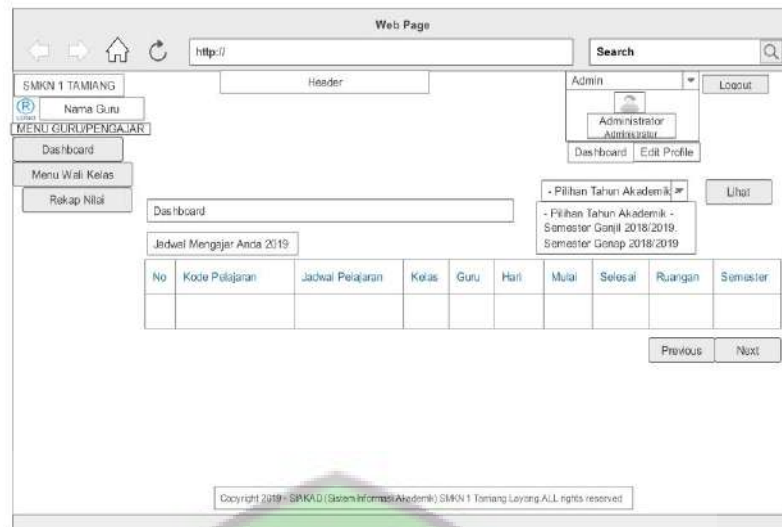 Web Page
http://
Search
SMKN 1 TAMIANG
Header
Admin
Logout
Nama Guru
Administrator
Administrator
MENU GURU/PENGAJAR
Dashboard
Dashboard
Edit Profile
Menu Wali Kelas
Rekap Nilai
- Pilihan Tahun Akademik
Lihat
Dashboard
- Pilihan Tahun Akademik -
Semester Ganjil 2018/2019
Semester Genap 2018/2019
Jadwal Mengajar Anda 2019
No Kode Pelajaran Jadwal Pelajaran Kelas Guru Hari Mulai Selesai Ruangan Semester
Previous Next
Copyright 2019 - SIAKAD (Sistem Informasi Akademik) SMKN 1 Tamiang Layang.ALL rights reserved